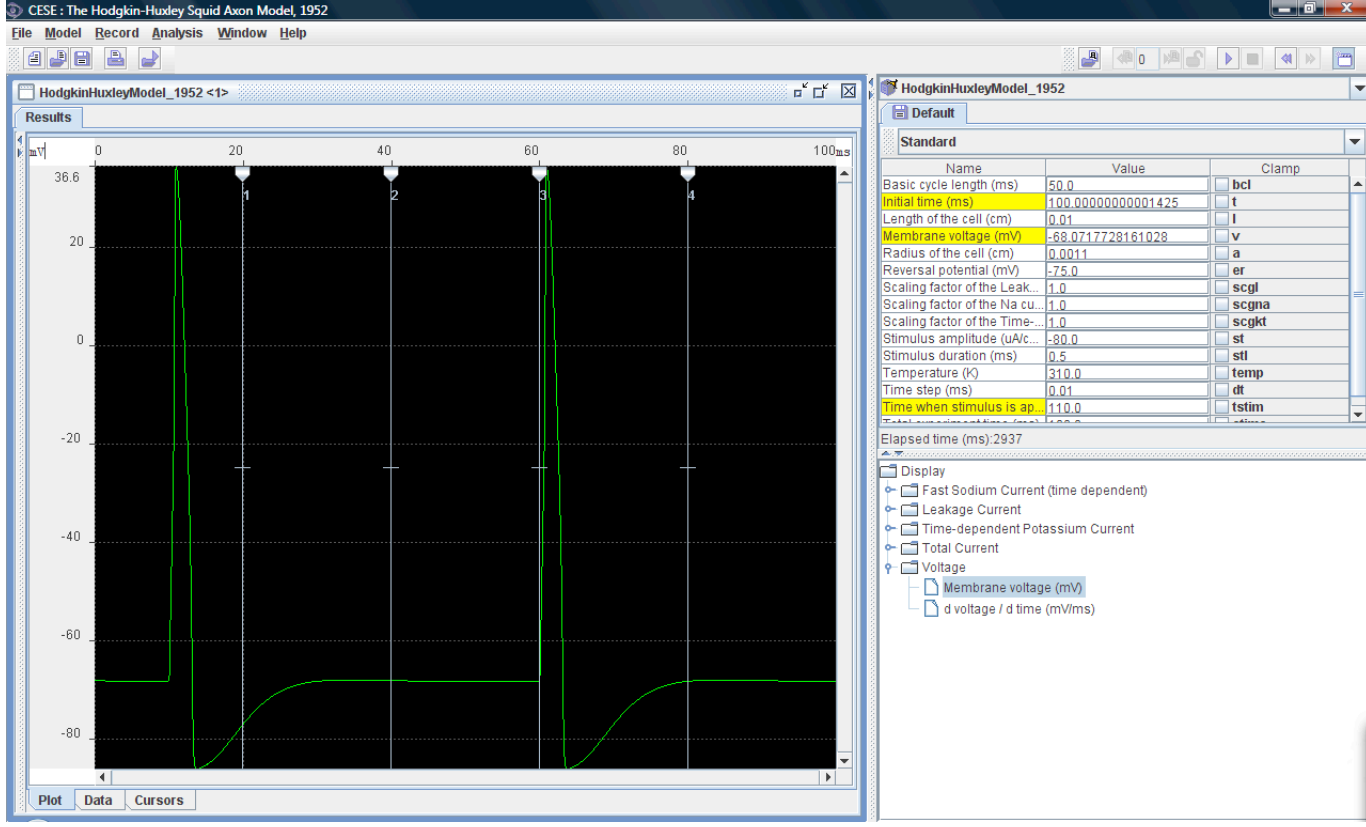 CESE : The Hodgkin-Huxley Squid Axon Model, 1952
File Model Record Analysis Window Help
0
HodgkinHuxleyModel_1952 <1>
Results
mV 0 20 40 60 80 100ms
36.6
20
0
-20
-40
-60
-80
1 2 3 4
Plot Data Cursors
HodgkinHuxleyModel_1952
Default
Standard
Name Value Clamp
Basic cycle length (ms) 50.0 bcl
Initial time (ms) 100.00000000001425 t
Length of the cell (cm) 0.01 l
Membrane voltage (mV) -68.0717728161028 v
Radius of the cell (cm) 0.0011 a
Reversal potential (mV) -75.0 er
Scaling factor of the Leak... 1.0 scgl
Scaling factor of the Na cu... 1.0 scgna
Scaling factor of the Time-... 1.0 scgkt
Stimulus amplitude (uA/c... -80.0 st
Stimulus duration (ms) 0.5 stl
Temperature (K) 310.0 temp
Time step (ms) 0.01 dt
Time when stimulus is ap... 110.0 tstim
Elapsed time (ms):2937
Display
Fast Sodium Current (time dependent)
Leakage Current
Time-dependent Potassium Current
Total Current
Voltage
Membrane voltage (mV)
d voltage / d time (mV/ms)